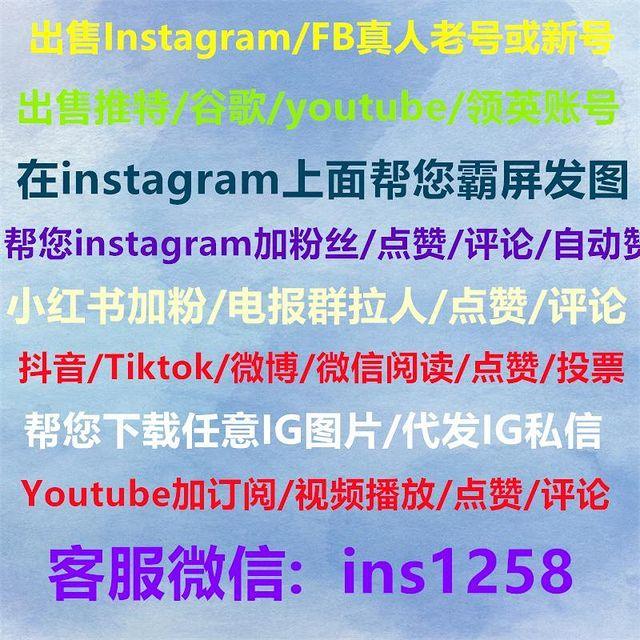 出售Instagram/FB真人老号或新号
出售推特/谷歌/youtube/领英账号
在instagram上面帮您霸屏发图
帮您instagram加粉丝/点赞/评论/自动赞
小红书加粉/电报群拉人/点赞/评论
抖音/Tiktok/微博/微信阅读/点赞/投票
帮您下载任意IG图片/代发IG私信
Youtube加订阅/视频播放/点赞/评论
客服微信：ins1258